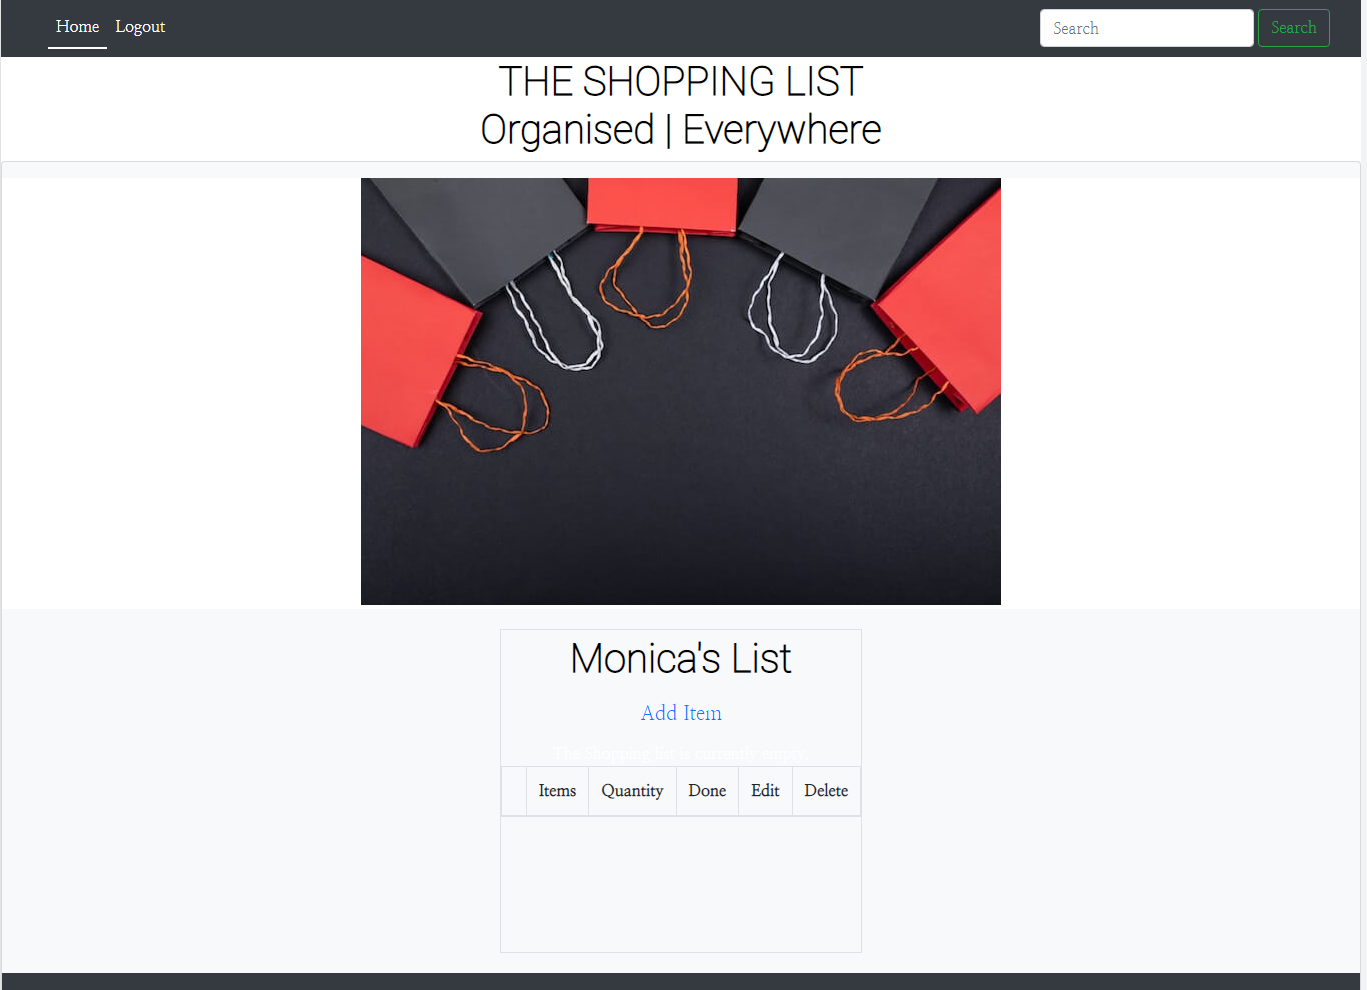 Home Logout Search Search
THE SHOPPING LIST
Organised | Everywhere
Monica's List
Add Item
The Shopping list is currently empty.
Items Quantity Done Edit Delete